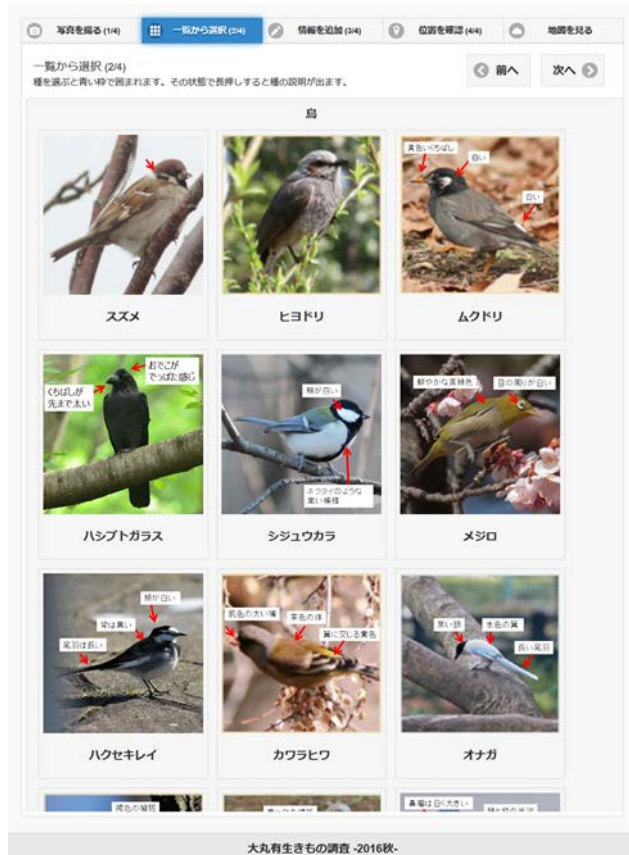 写真を撮る (1/4)
一覧から選択 (2/4)
情報を追加 (3/4)
位置を確認 (4/4)
地図を見る
一覧から選択 (2/4)
種を選ぶと青い枠で囲まれます。その状態で長押しすると種の説明が出ます。
前へ
次へ
鳥
スズメ
ヒヨドリ
黄色いくちばし
白い
白い
ムクドリ
おでこが
でっぱた感じ
くちばしが
先まで太い
ハシブトガラス
頬が白い
ネクタイのような
黒い模様
シジュウカラ
鮮やかな黄緑色
目の周りが白い
メジロ
頬が白い
背は黒い
尾羽は長い
ハクセキレイ
肌色の太い嘴
茶色の体
翼に交じる黄色
カワラヒワ
黒い頭
水色の翼
長い尾羽
オナガ
褐色の
鼻瘤は白く大きい
大丸有生きもの調査 -2016秋-